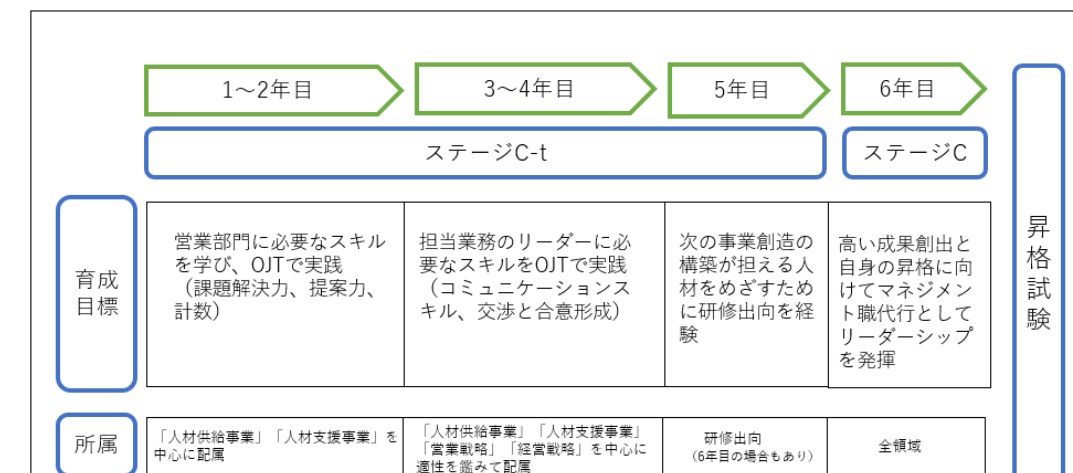 1～2年目
3～4年目
5年目
6年目
ステージC-t
ステージC
昇格試験
育成
目標
営業部門に必要なスキル
を学び、OJTで実践
（課題解決力、提案力、
計数）
担当業務のリーダーに必
要なスキルをOJTで実践
（コミュニケーションス
キル、交渉と合意形成）
次の事業創造の
構築が担える人
材をめざすため
に研修出向を経
験
高い成果創出と
自身の昇格に向
けてマネジメン
ト職代行として
リーダーシップ
を発揮
所属
「人材供給事業」「人材支援事業」を
中心に配属
「人材供給事業」「人材支援事業」
「営業戦略」「経営戦略」を中心に
適性を鑑みて配属
研修出向
（6年目の場合もあり）
全領域